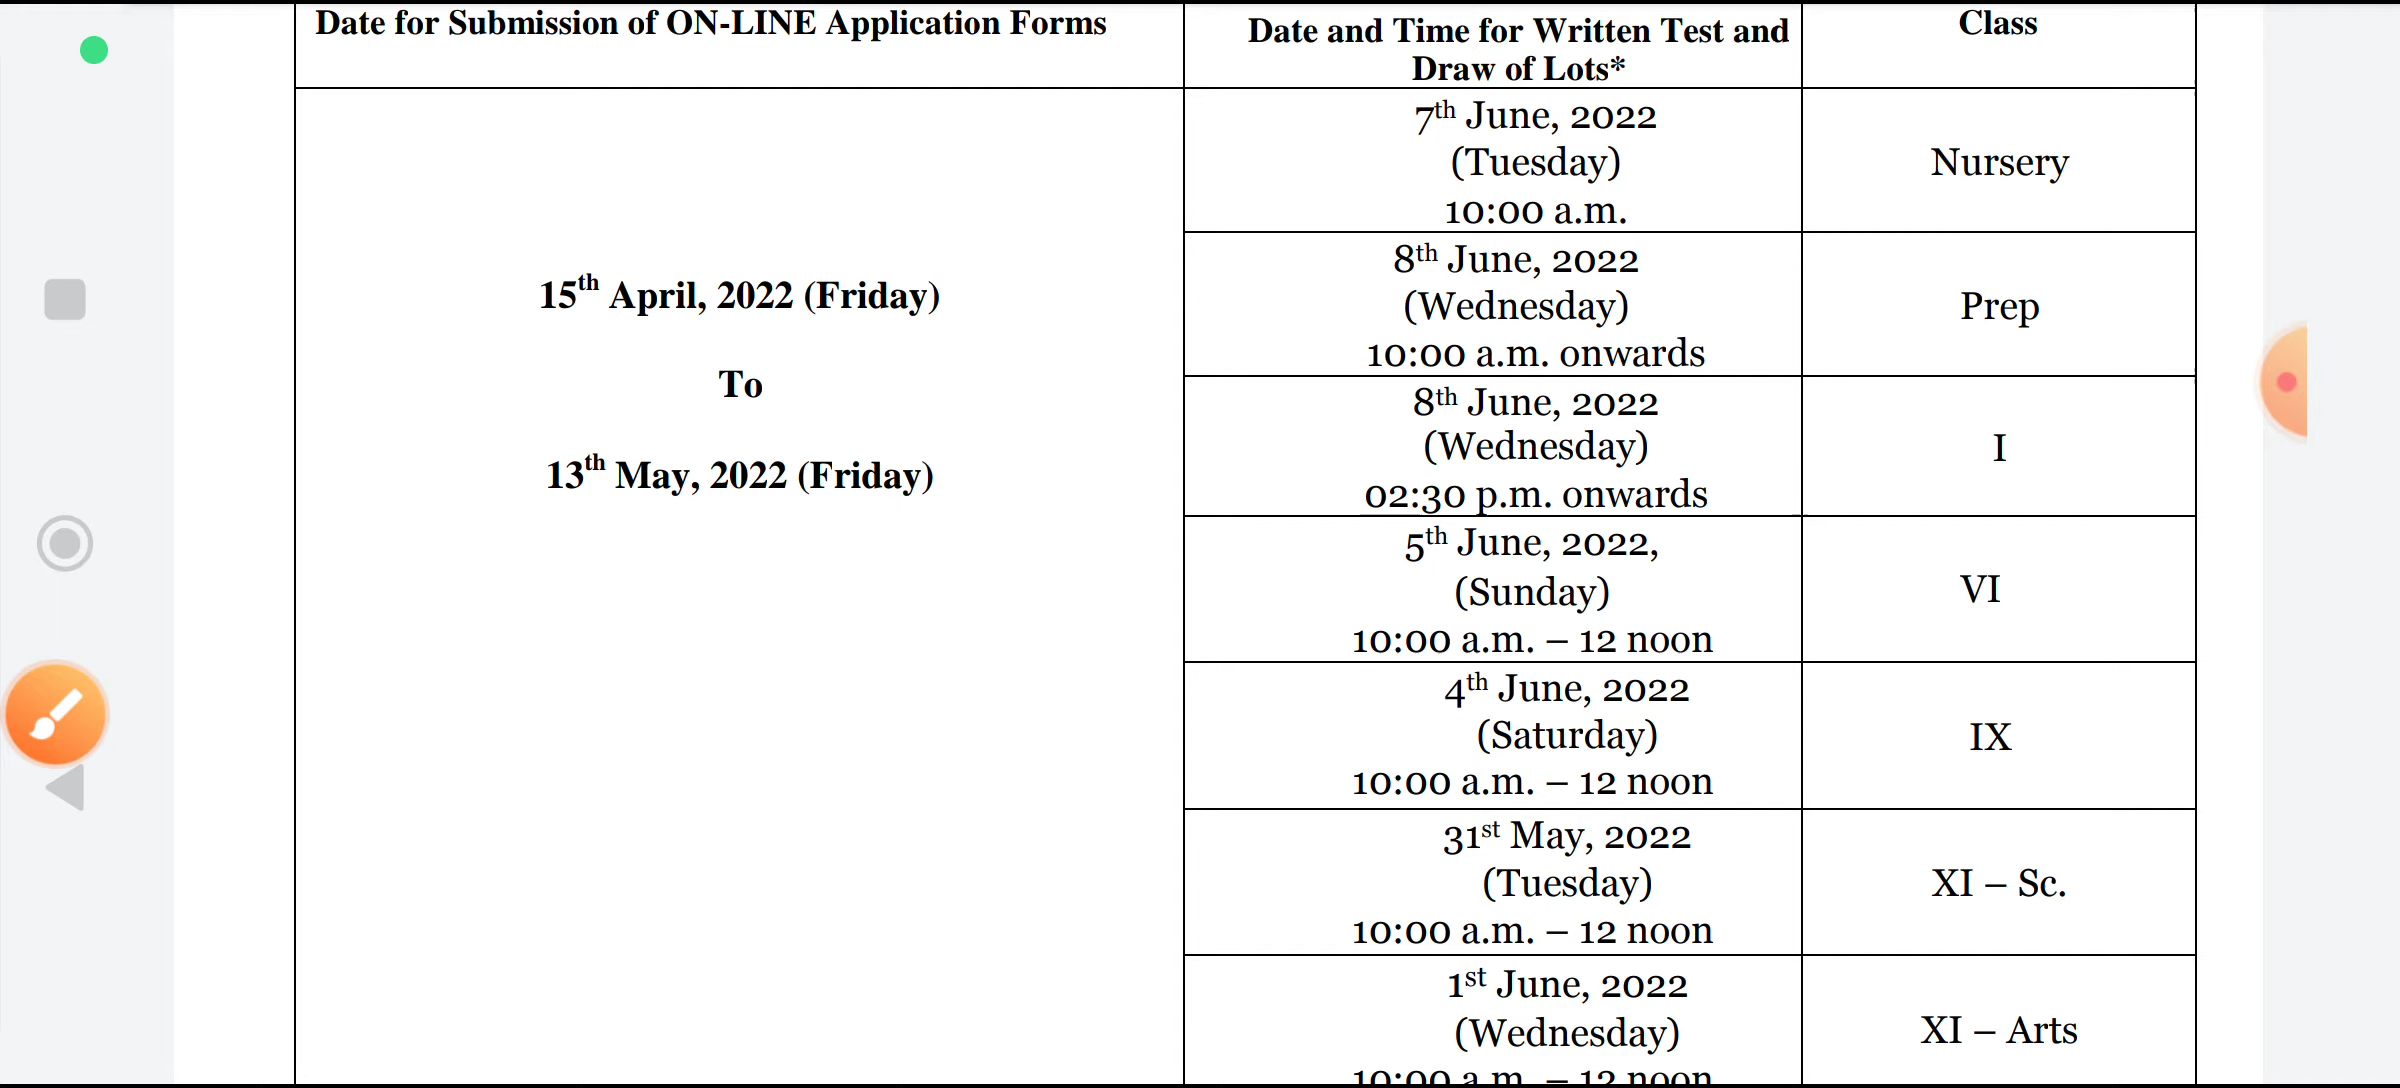 Date for Submission of ON-LINE Application Forms
Date and Time for Written Test and
Draw of Lots*
Class
15th April, 2022 (Friday)
To
13th May, 2022 (Friday)
7th June, 2022
(Tuesday)
10:00 a.m.
Nursery
8th June, 2022
(Wednesday)
10:00 a.m. onwards
Prep
8th June, 2022
(Wednesday)
02:30 p.m. onwards
I
5th June, 2022,
(Sunday)
10:00 a.m. – 12 noon
VI
4th June, 2022
(Saturday)
10:00 a.m. – 12 noon
IX
31st May, 2022
(Tuesday)
10:00 a.m. – 12 noon
XI – Sc.
1st June, 2022
(Wednesday)
10:00 a.m. – 12 noon
XI – Arts